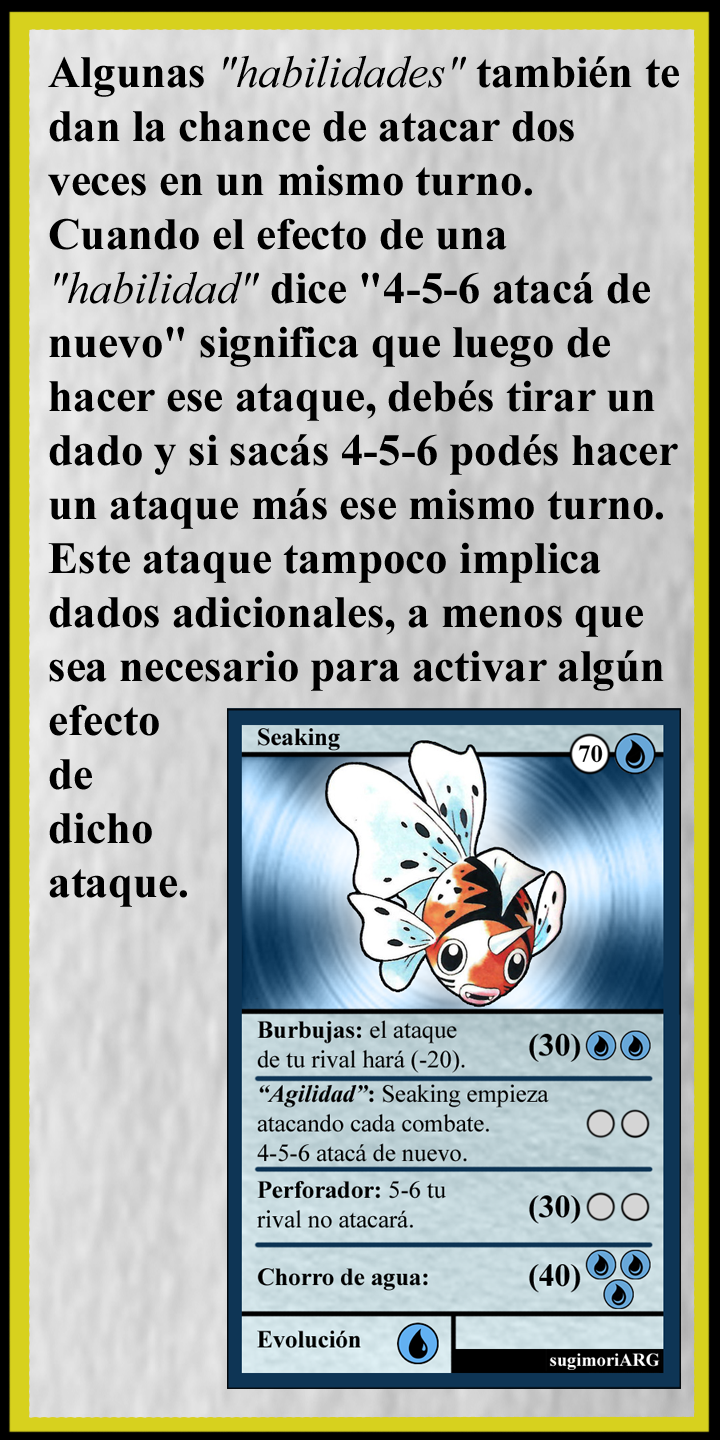 Algunas "habilidades" también te
dan la chance de atacar dos
veces en un mismo turno.
Cuando el efecto de una
"habilidad" dice "4-5-6 atacá de
nuevo" significa que luego de
hacer ese ataque, debés tirar un
dado y si sacás 4-5-6 podés hacer
un ataque más ese mismo turno.
Este ataque tampoco implica
dados adicionales, a menos que
sea necesario para activar algún
efecto
de
dicho
ataque.
Seaking
70
Burbujas: el ataque
de tu rival hará (-20).
(30)
“Agilidad”: Seaking empieza
atacando cada combate.
4-5-6 atacá de nuevo.
Perforador: 5-6 tu
rival no atacará.
(30)
Chorro de agua: (40)
Evolución
sugimoriARG